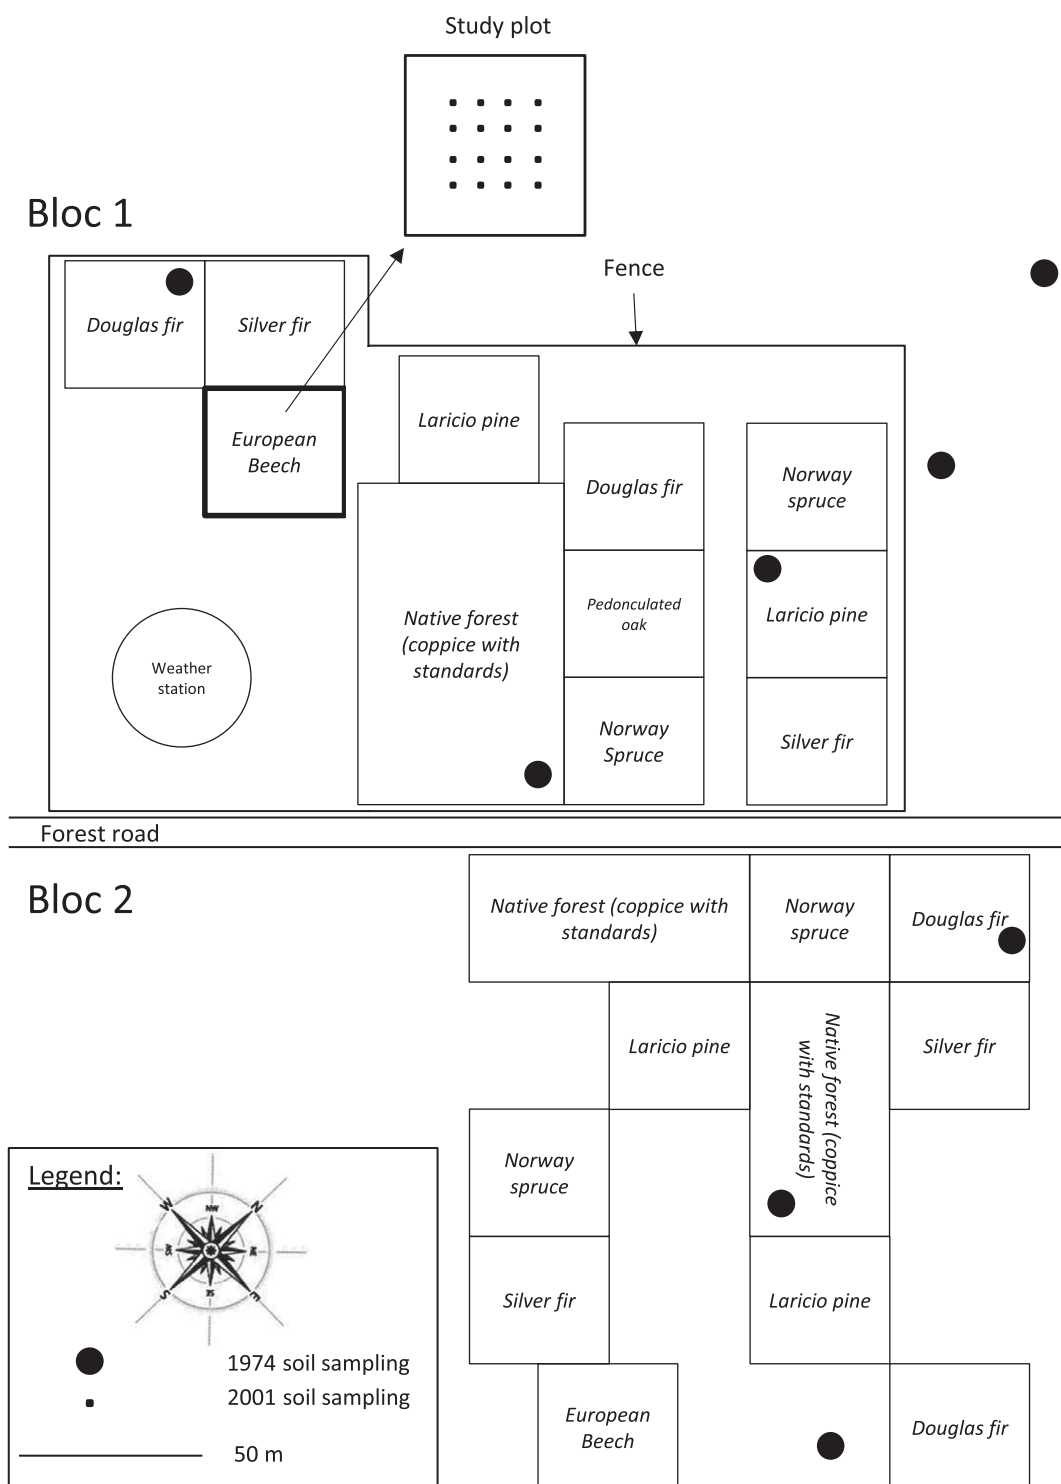 Study plot
Bloc 1
Fence
Douglas fir
Silver fir
European
Beech
Laricio pine
Douglas fir
Norway
spruce
Pedonculated
oak
Native forest
(coppice with
standards)
Laricio pine
Weather
station
Norway
Spruce
Silver fir
Forest road
Bloc 2
Native forest (coppice with
standards)
Norway
spruce
Douglas fir
Laricio pine
Native forest (coppice
with standards)
Silver fir
Norway
spruce
Silver fir
Laricio pine
European
Beech
Douglas fir
Legend:
NW
W
N
S
E
SE
1974 soil sampling
2001 soil sampling
50 m